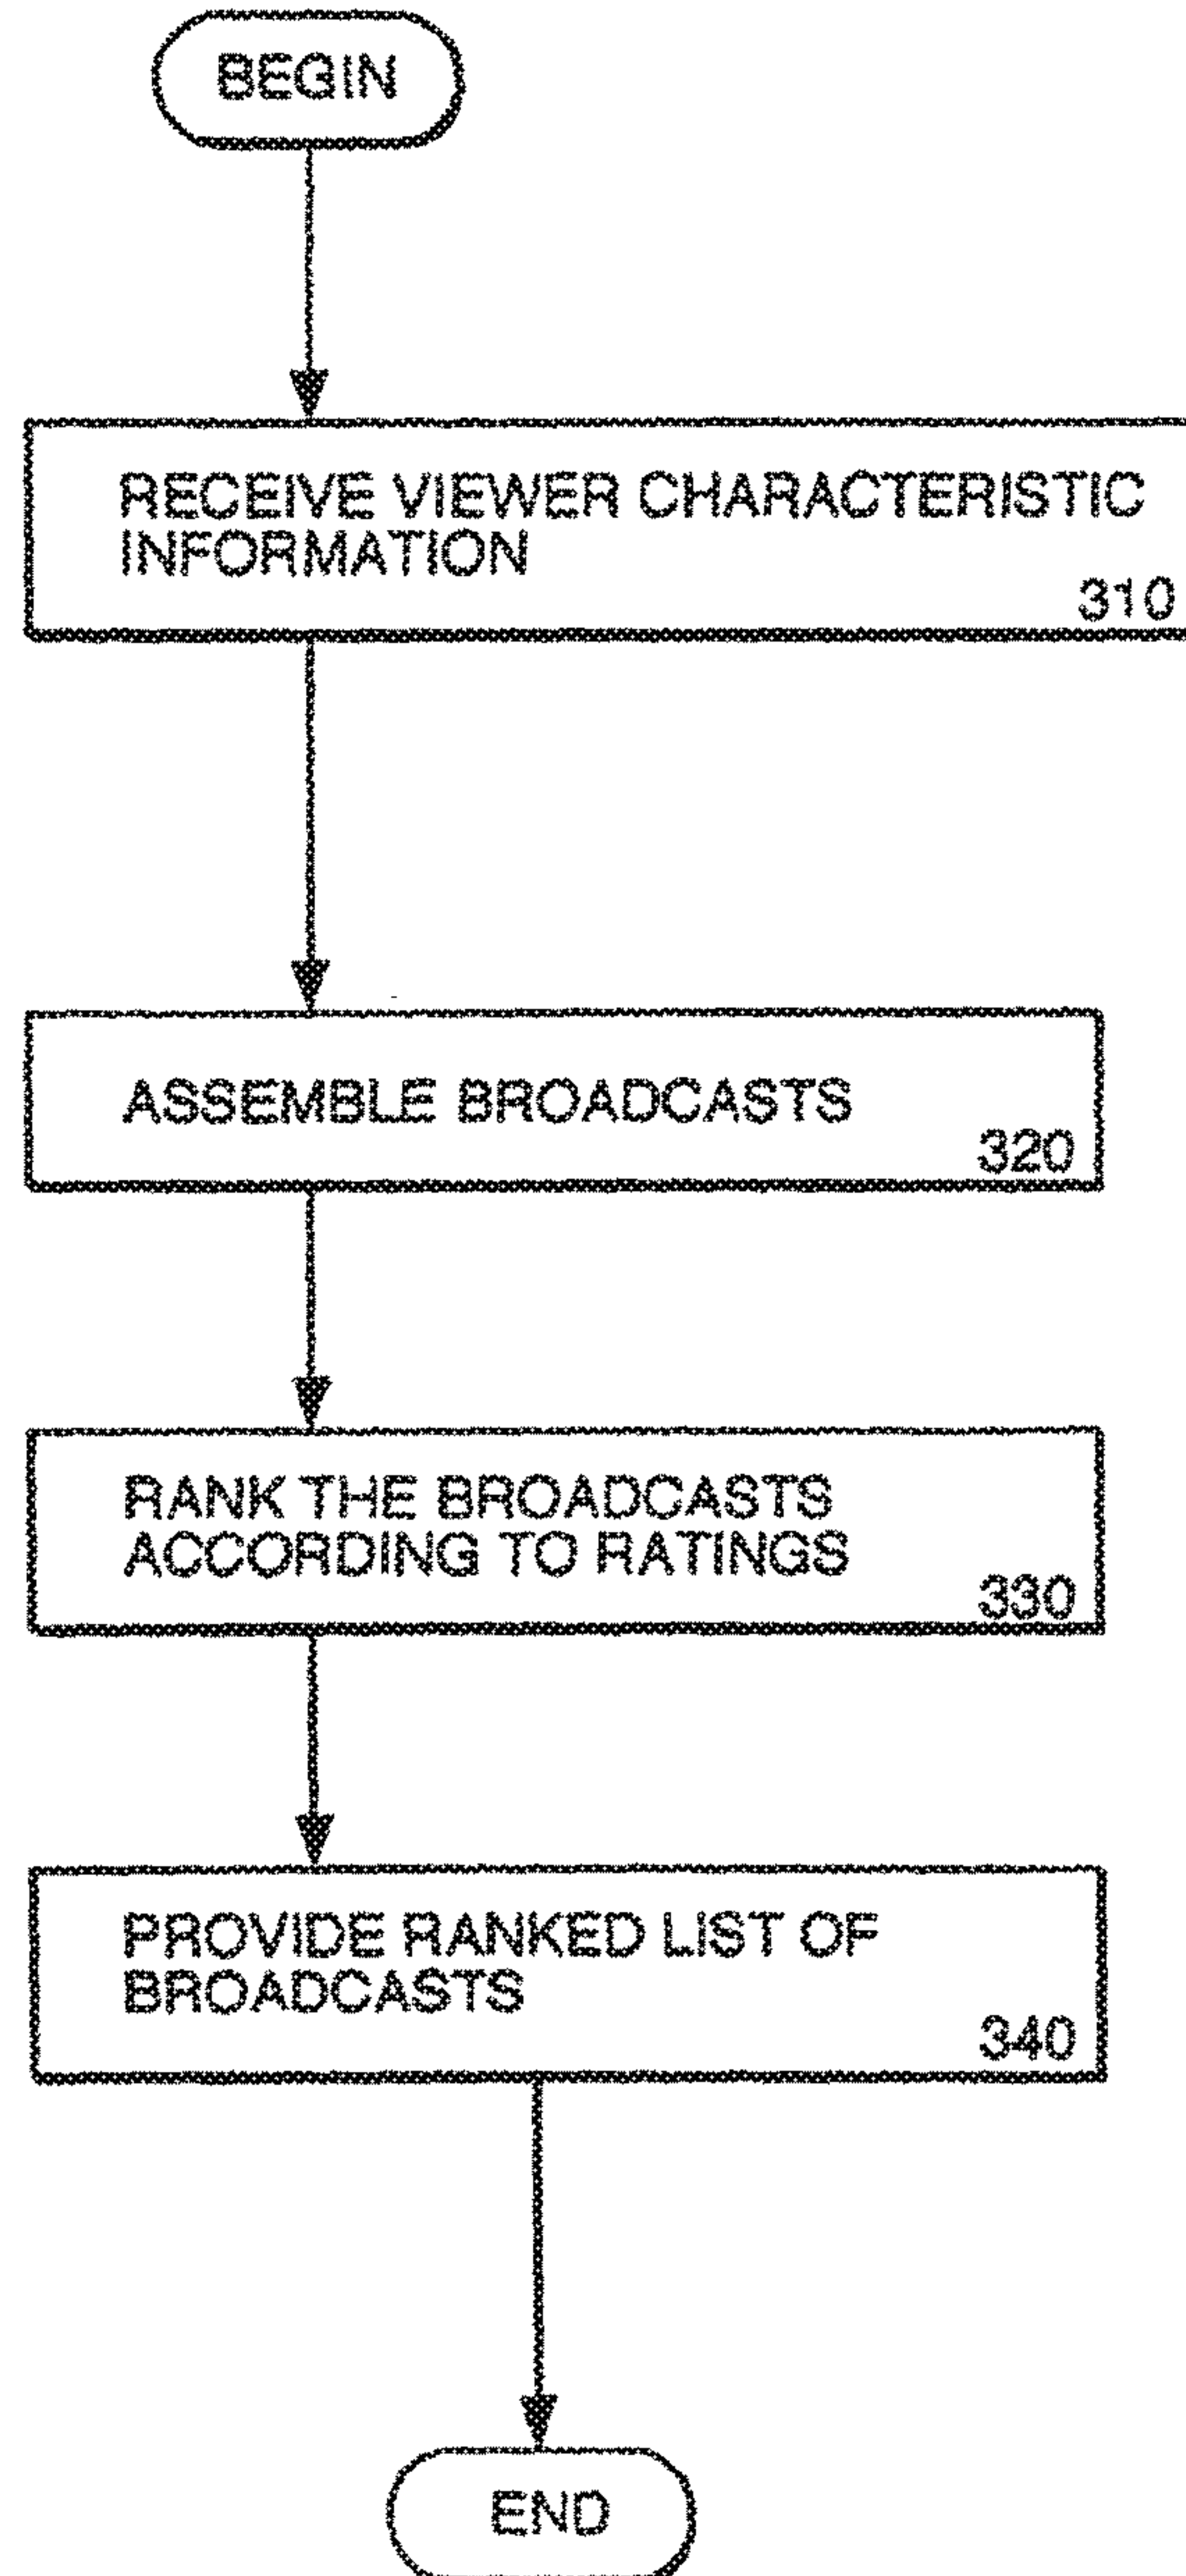 BEGIN
RECEIVE VIEWER CHARACTERISTIC
INFORMATION
310
ASSEMBLE BROADCASTS
320
RANK THE BROADCASTS
ACCORDING TO RATINGS
330
PROVIDE RANKED LIST OF
BROADCASTS
340
END